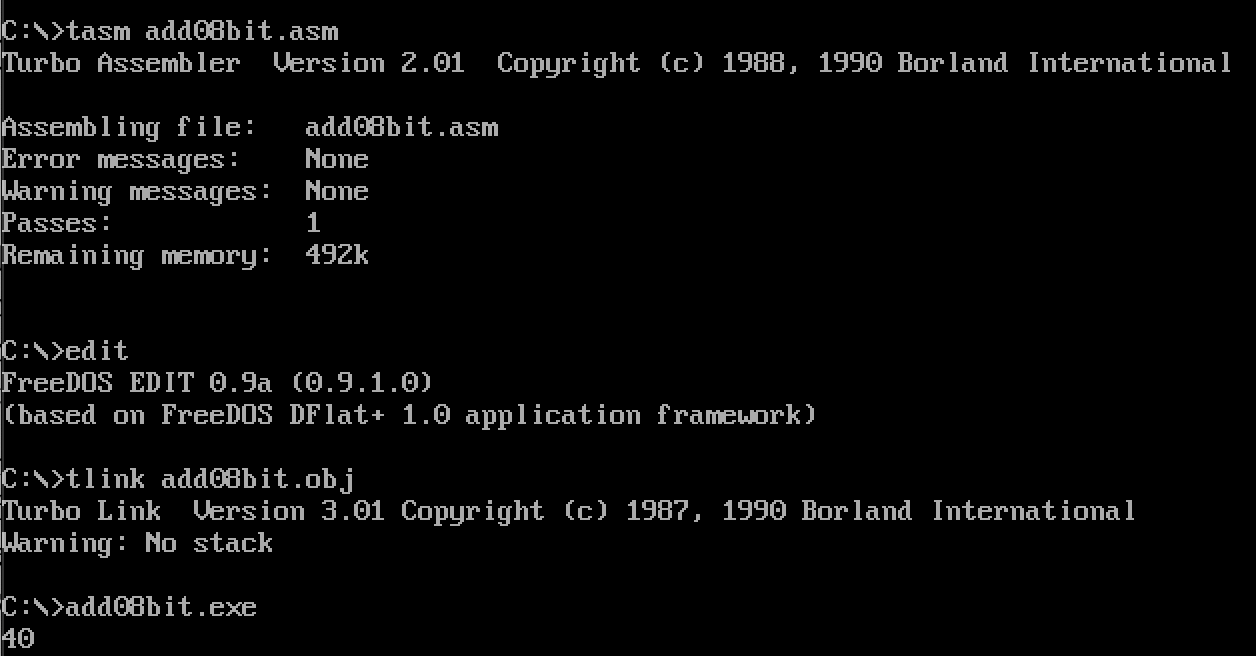 C:\>tasm add08bit.asm
Turbo Assembler  Version 2.01  Copyright (c) 1988, 1990 Borland International
Assembling file:   add08bit.asm
Error messages:    None
Warning messages:  None
Passes:            1
Remaining memory:  492k
C:\>edit
FreeDOS EDIT 0.9a (0.9.1.0)
(based on FreeDOS DFlat+ 1.0 application framework)
C:\>tlink add08bit.obj
Turbo Link  Version 3.01 Copyright (c) 1987, 1990 Borland International
Warning: No stack
C:\>add08bit.exe
40